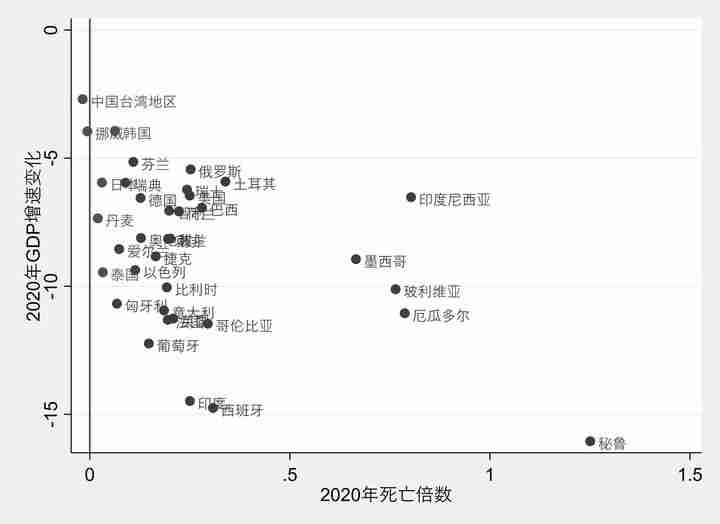 0
中国台湾地区
挪威
韩国
-5
芬兰
俄罗斯
日本
瑞典
瑞士
土耳其
德国
美国
印度尼西亚
荷兰
巴西
丹麦
爱尔兰
捷克
墨西哥
泰国
以色列
-10
比利时
玻利维亚
匈牙利
意大利
厄瓜多尔
哥伦比亚
葡萄牙
印度
西班牙
-15
秘鲁
2020年GDP增速变化
0
.5
1
1.5
2020年死亡倍数